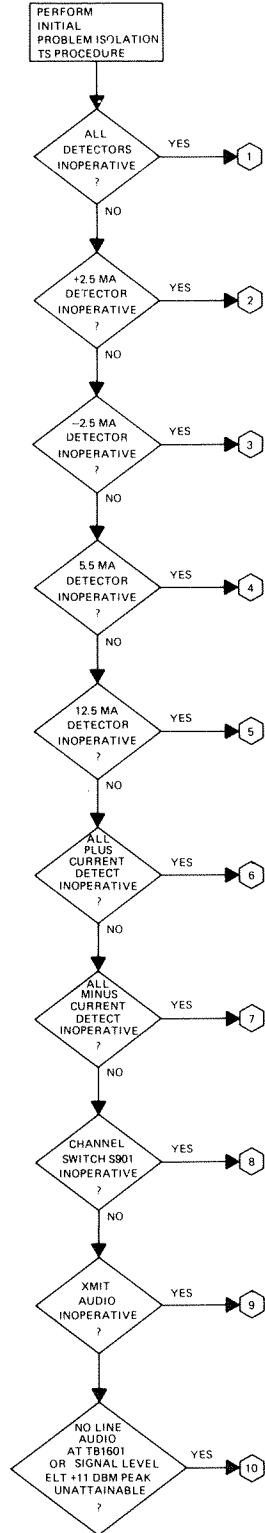 PERFORM
INITIAL
PROBLEM ISOLATION
TS PROCEDURE
ALL
DETECTORS
INOPERATIVE
?
YES
1
NO
+2.5 MA
DETECTOR
INOPERATIVE
?
YES
2
NO
−2.5 MA
DETECTOR
INOPERATIVE
?
YES
3
NO
5.5 MA
DETECTOR
INOPERATIVE
?
YES
4
NO
12.5 MA
DETECTOR
INOPERATIVE
?
YES
5
NO
ALL
PLUS
CURRENT
DETECT
INOPERATIVE
?
YES
6
NO
ALL
MINUS
CURRENT
DETECT
INOPERATIVE
?
YES
7
NO
CHANNEL
SWITCH S901
INOPERATIVE
?
YES
8
NO
XMIT
AUDIO
INOPERATIVE
?
YES
9
NO LINE
AUDIO
AT TB1601
OR SIGNAL LEVEL
ELT +11 DBM PEAK
UNATTAINABLE
?
YES
10